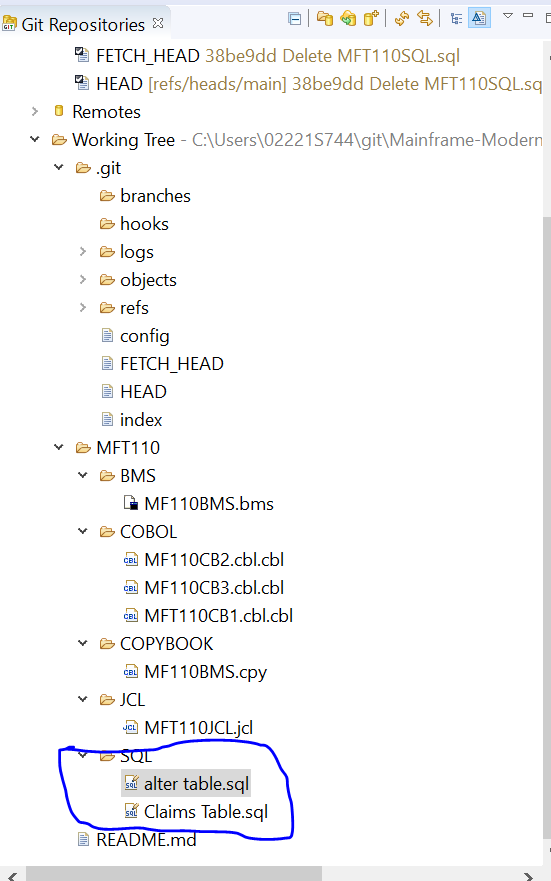 Git Repositories
FETCH_HEAD 38be9dd Delete MFT110SQL.sql
HEAD [refs/heads/main] 38be9dd Delete MFT110SQL.sq
Remotes
Working Tree - C:\Users\02221S744\git\Mainframe-Modern
.git
branches
hooks
logs
objects
refs
config
FETCH_HEAD
HEAD
index
MFT110
BMS
MF110BMS.bms
COBOL
MF110CB2.cbl.cbl
MF110CB3.cbl.cbl
MFT110CB1.cbl.cbl
COPYBOOK
MF110BMS.cpy
JCL
MFT110JCL.jcl
SQL
alter table.sql
Claims Table.sql
README.md